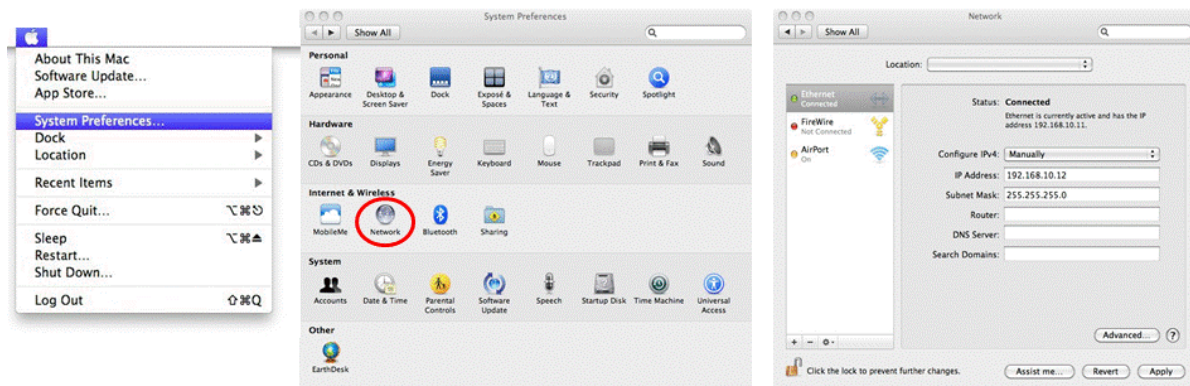 About This Mac
Software Update...
App Store...
System Preferences...
Dock
Location
Recent Items
Force Quit... ⌥⌘⎋
Sleep ⌥⌘⏏
Restart...
Shut Down...
Log Out ⇧⌘Q
System Preferences
Show All
Personal
Appearance
Desktop &
Screen Saver
Dock
Exposé &
Spaces
Language &
Text
Security
Spotlight
Hardware
CDs & DVDs
Displays
Energy
Saver
Keyboard
Mouse
Trackpad
Print & Fax
Sound
Internet & Wireless
MobileMe
Network
Bluetooth
Sharing
System
Accounts
Date & Time
Parental
Controls
Software
Update
Speech
Startup Disk
Time Machine
Universal
Access
Other
EarthDesk
Network
Show All
Location:
Ethernet
Connected
FireWire
Not Connected
AirPort
On
Status: Connected
Ethernet is currently active and has the IP
address 192.168.10.11.
Configure IPv4: Manually
IP Address: 192.168.10.12
Subnet Mask: 255.255.255.0
Router:
DNS Server:
Search Domains:
Advanced... ?
Click the lock to prevent further changes.
Assist me... Revert Apply